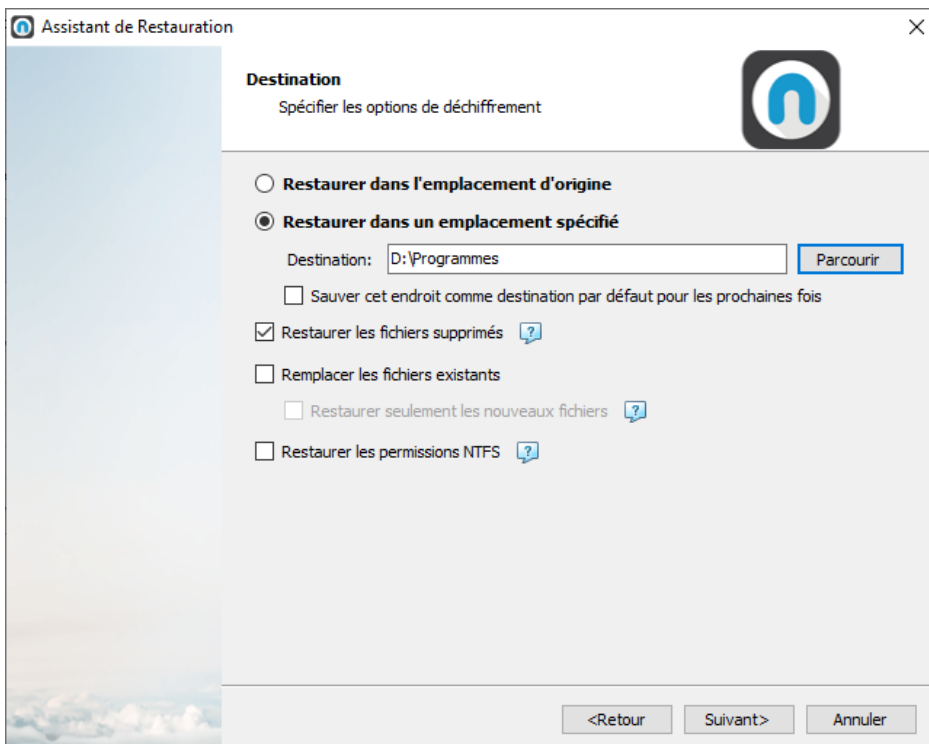 Assistant de Restauration
Destination
Spécifier les options de déchiffrement
Restaurer dans l'emplacement d'origine
Restaurer dans un emplacement spécifié
Destination: D:\Programmes Parcourir
Sauver cet endroit comme destination par défaut pour les prochaines fois
Restaurer les fichiers supprimés ?
Remplacer les fichiers existants
Restaurer seulement les nouveaux fichiers ?
Restaurer les permissions NTFS ?
<Retour Suivant> Annuler